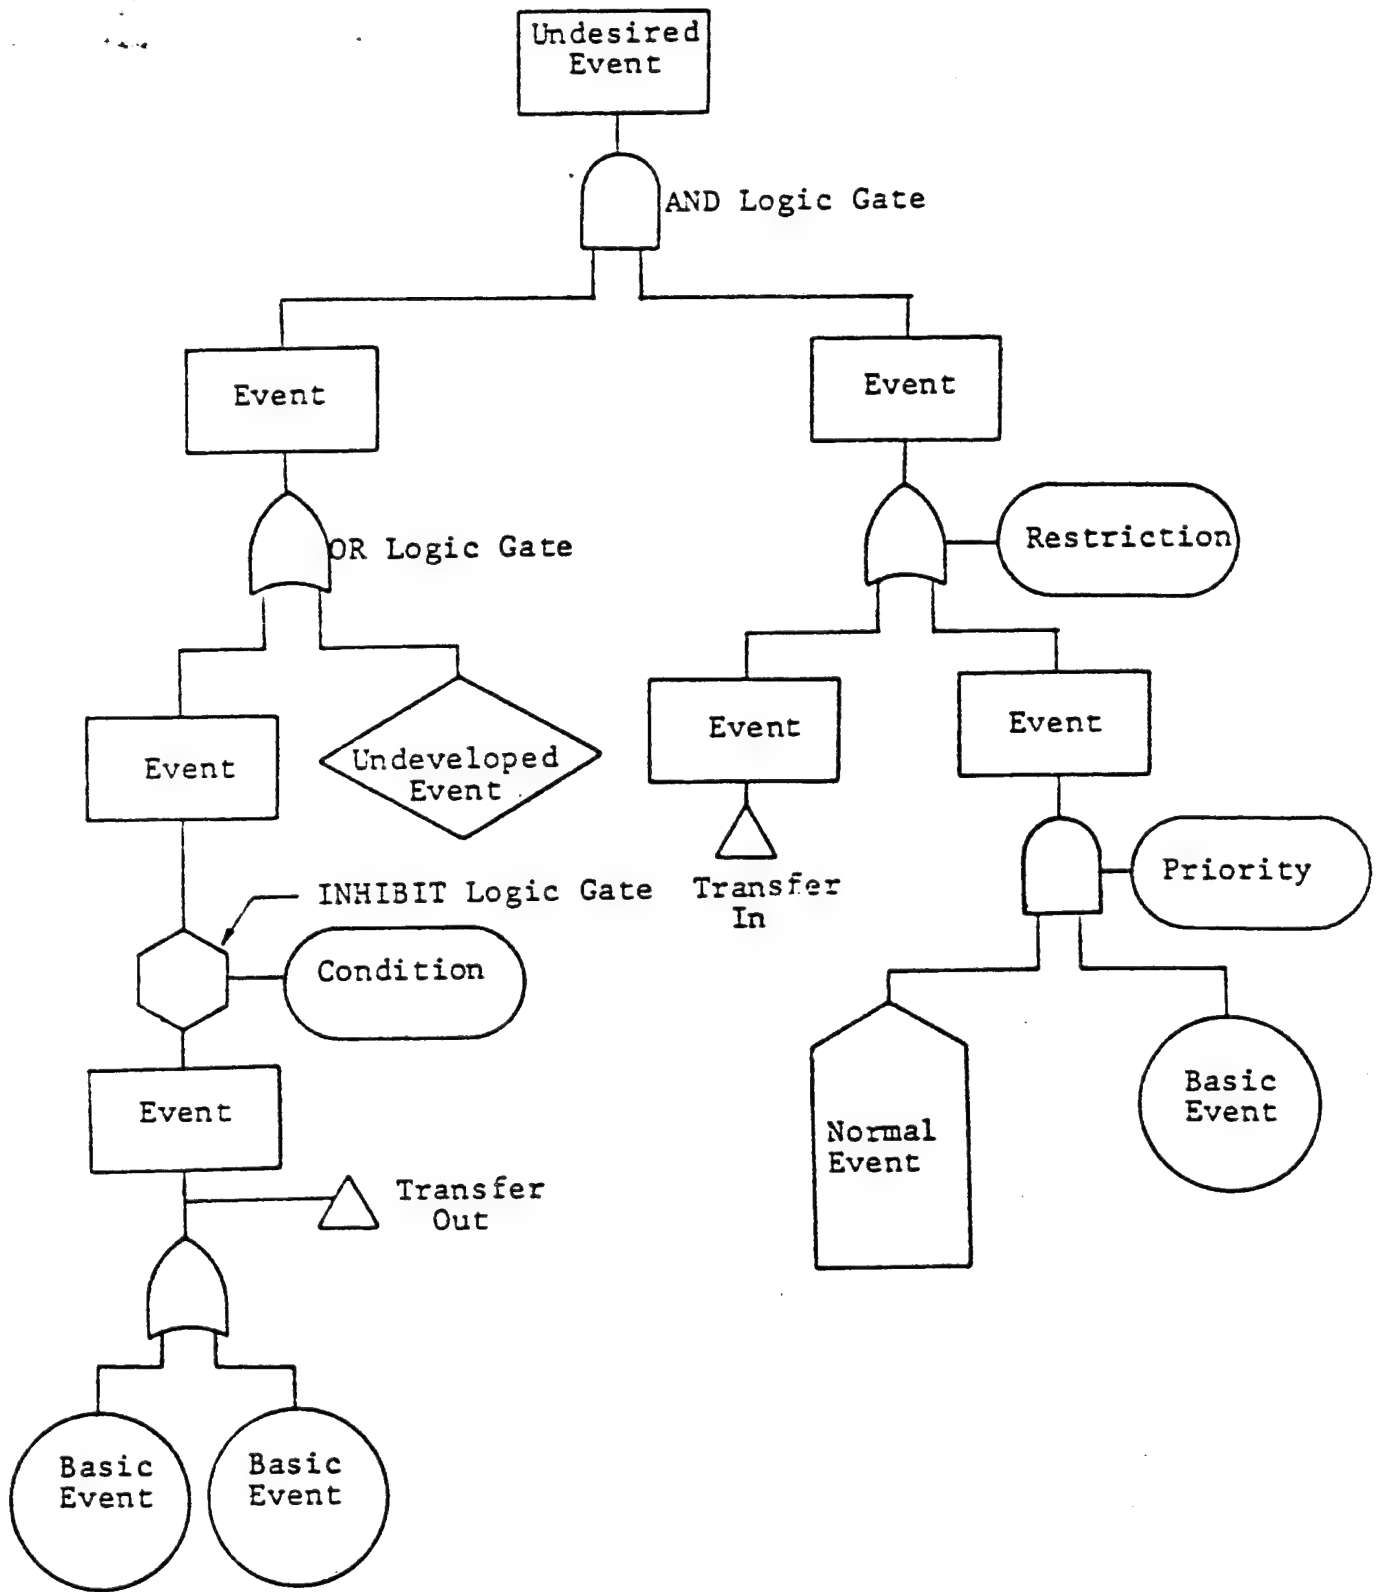 Undesired
Event
AND Logic Gate
Event
Event
OR Logic Gate
Restriction
Event
Undeveloped
Event
Event
Event
INHIBIT Logic Gate
Transfer
In
Priority
Condition
Event
Normal
Event
Basic
Event
Transfer
Out
Basic
Event
Basic
Event